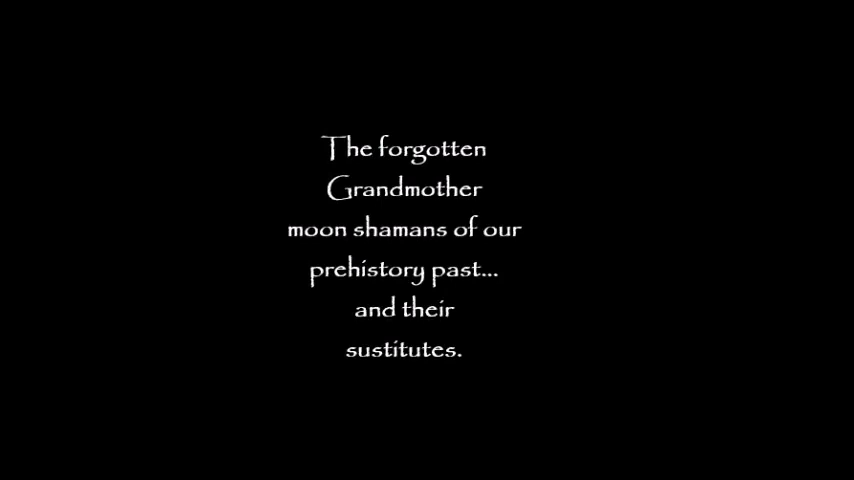 The forgotten
Grandmother
moon shamans of our
prehistory past...
and their
sustitutes.